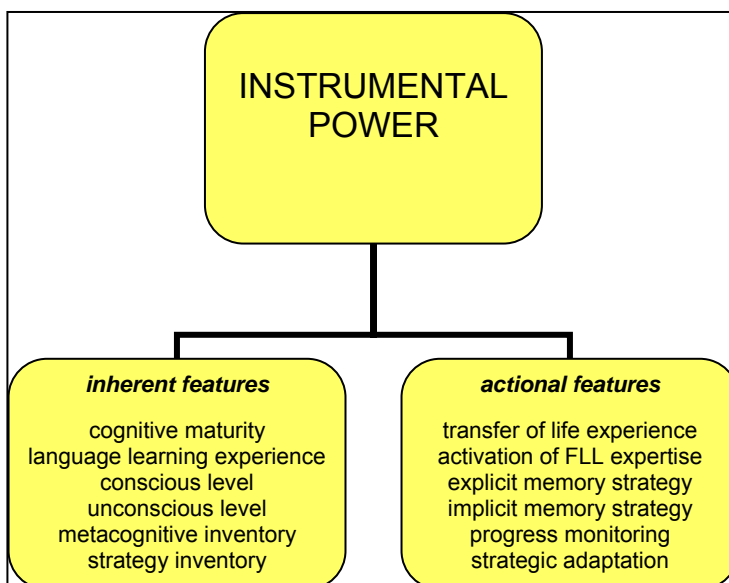 INSTRUMENTAL
POWER
inherent features
cognitive maturity
language learning experience
conscious level
unconscious level
metacognitive inventory
strategy inventory
actional features
transfer of life experience
activation of FLL expertise
explicit memory strategy
implicit memory strategy
progress monitoring
strategic adaptation